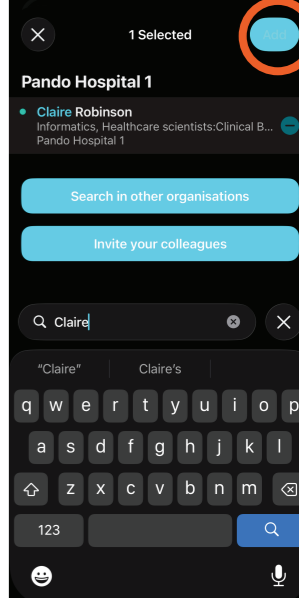 1 Selected
Add
Pando Hospital 1
Claire Robinson
Informatics, Healthcare scientists:Clinical B...
Pando Hospital 1
Search in other organisations
Invite your colleagues
Claire
"Claire" Claire's
q w e r t y u i o p
a s d f g h j k l
z x c v b n m
123